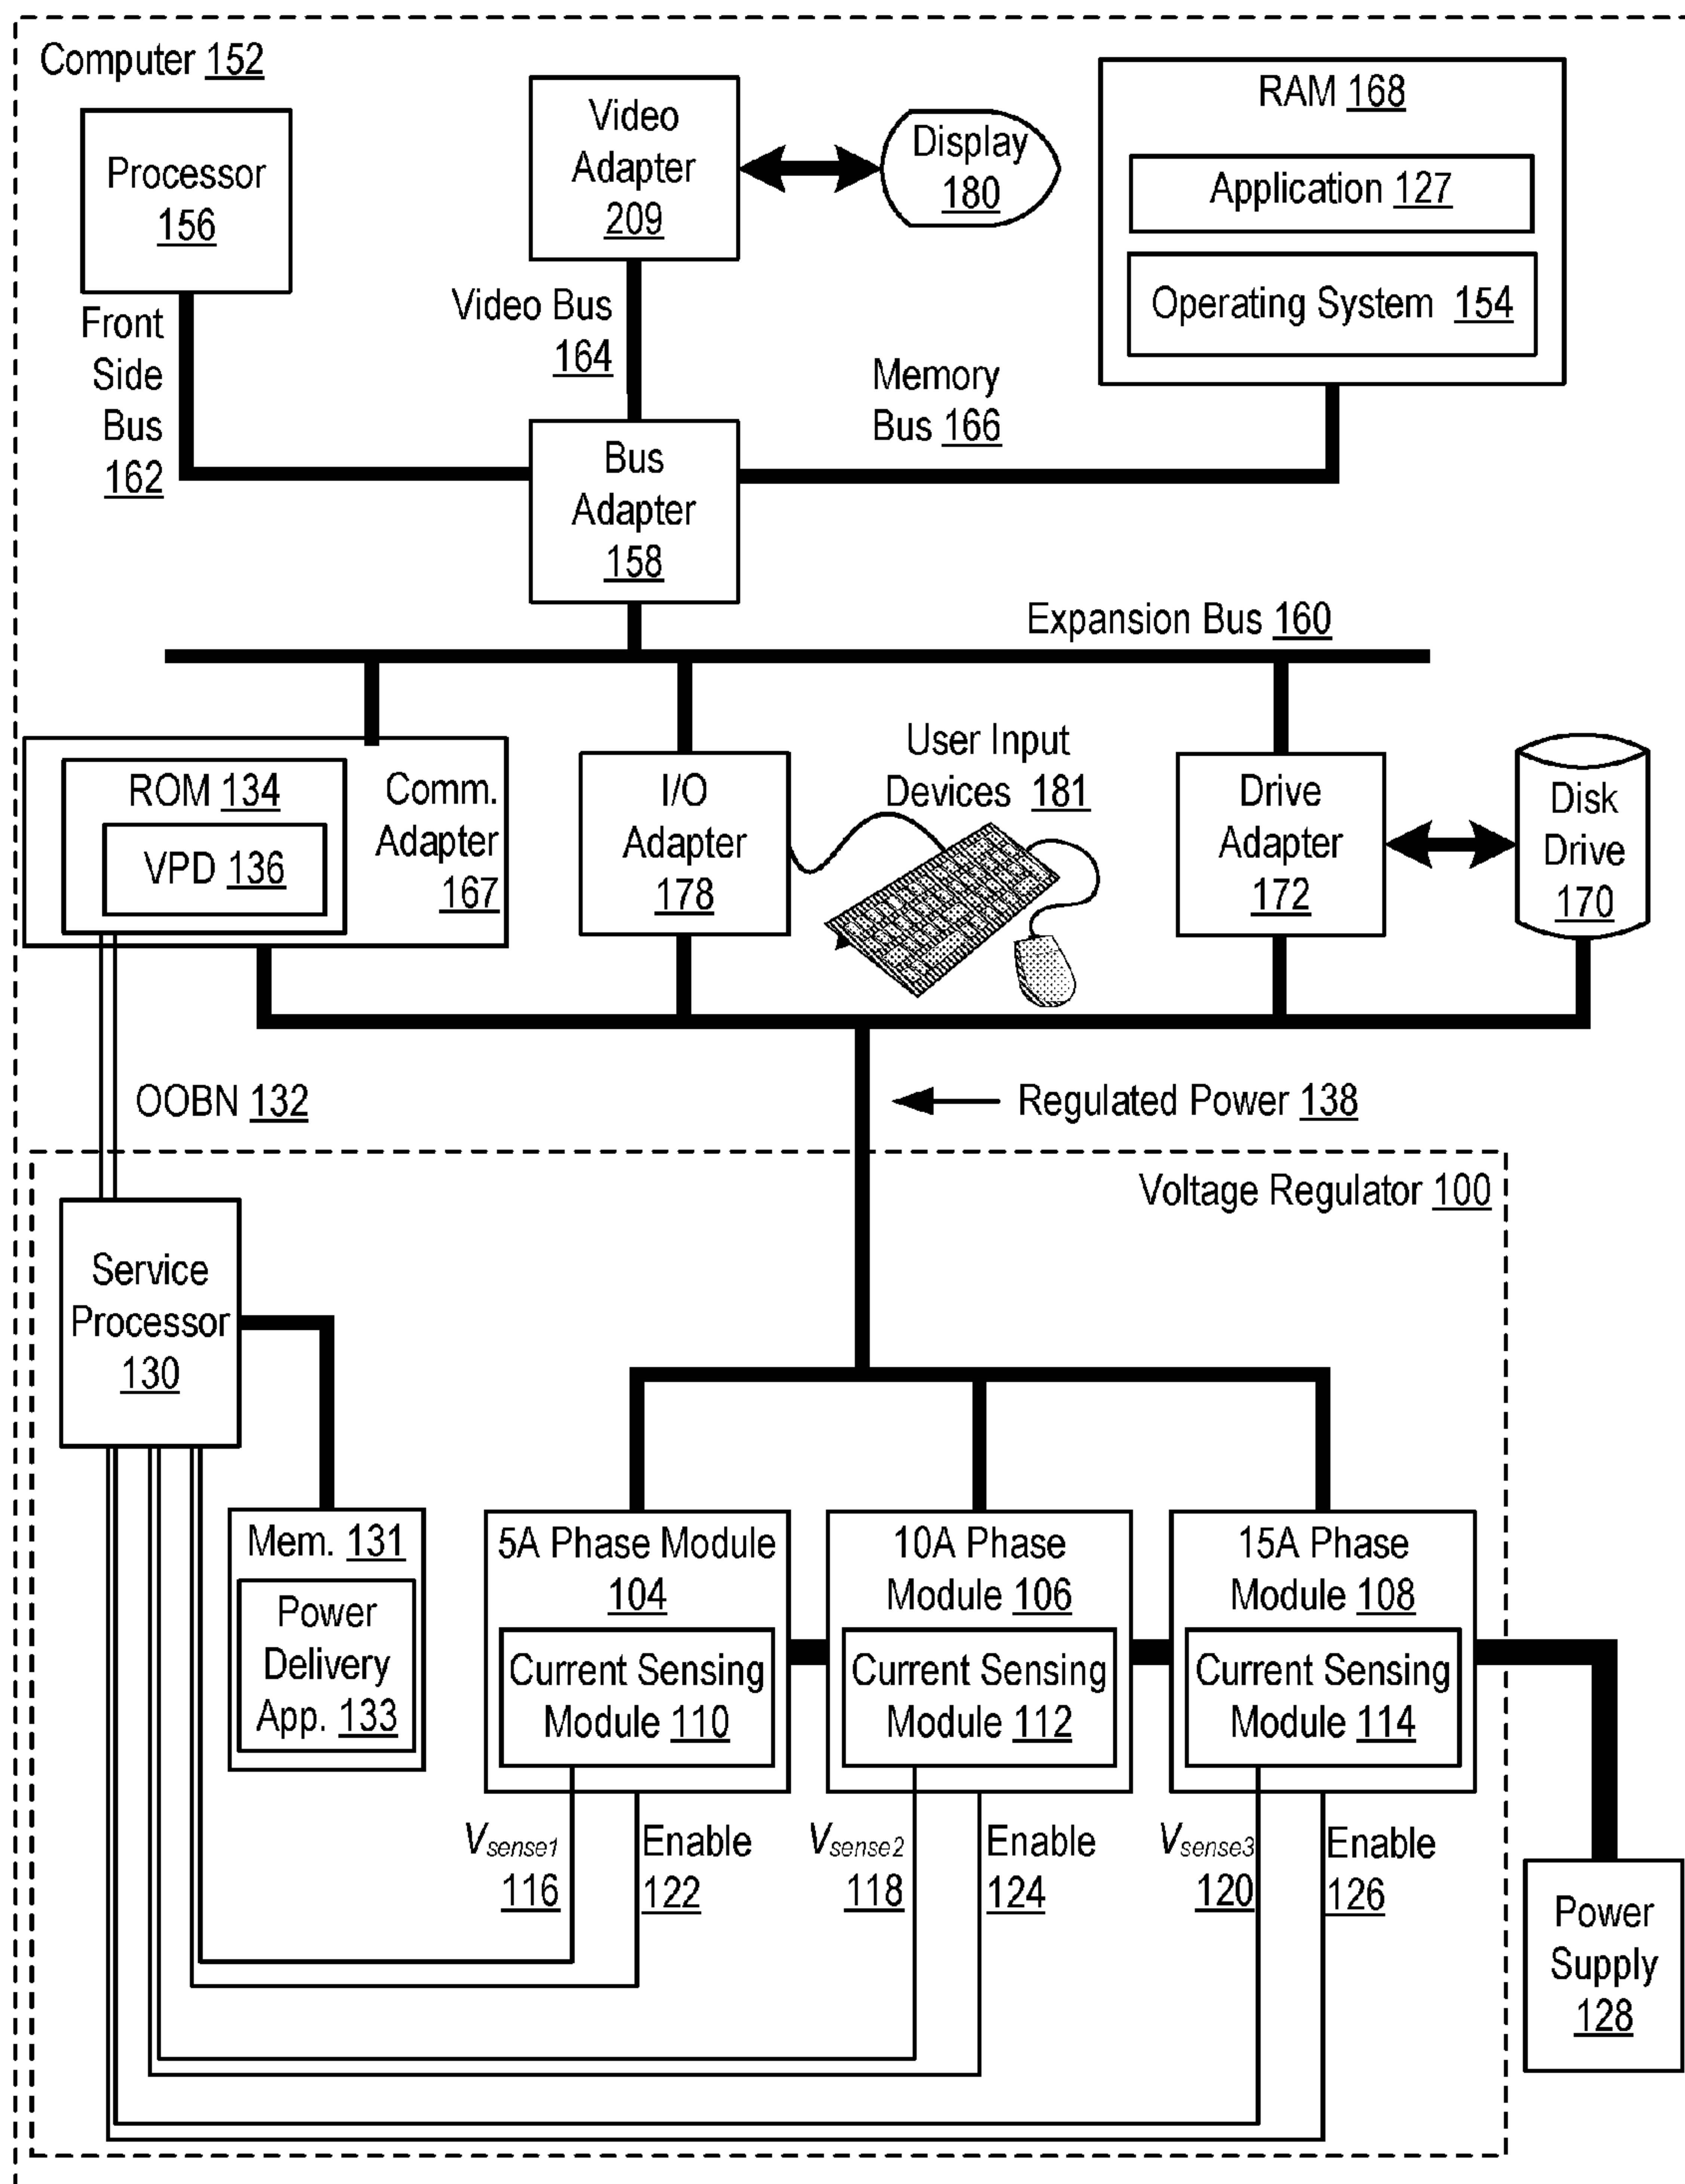 Computer 152
Processor
156
Video
Adapter
209
Display
180
RAM 168
Application 127
Operating System 154
Front
Side
Bus
162
Video Bus
164
Memory
Bus 166
Bus
Adapter
158
Expansion Bus 160
ROM 134
VPD 136
Comm.
Adapter
167
I/O
Adapter
178
User Input
Devices 181
Drive
Adapter
172
Disk
Drive
170
OOBN 132
Regulated Power 138
Voltage Regulator 100
Service
Processor
130
Mem. 131
Power
Delivery
App. 133
5A Phase Module
104
Current Sensing
Module 110
10A Phase
Module 106
Current Sensing
Module 112
15A Phase
Module 108
Current Sensing
Module 114
Vsense1
116
Enable
122
Vsense2
118
Enable
124
Vsense3
120
Enable
126
Power
Supply
128